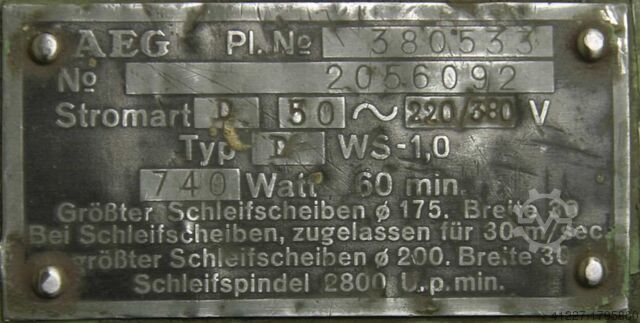 AEG Pl. № 380533
№ 2056092
Stromart D 50 ~ 220/380 V
Typ D WS-1,0
740 Watt 60 min.
Größter Schleifscheiben ø 175. Breite
Bei Schleifscheiben, zugelassen für 30 m/sec.
größter Schleifscheiben ø 200. Breite 30
Schleifspindel 2800 U.p.min.